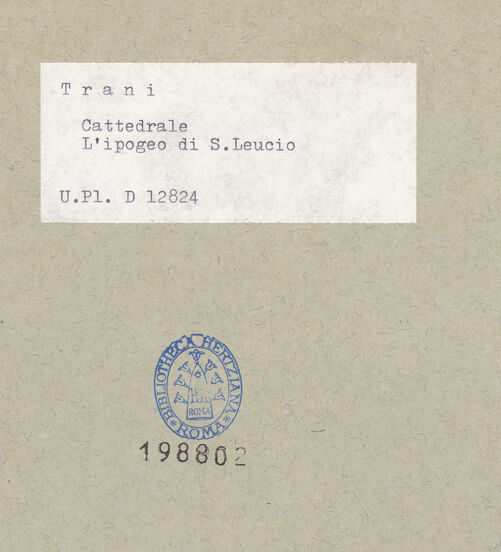 T r a n i
Cattedrale
L'ipogeo di S.Leucio
U.Pl. D 12824
BIBLIOTHECA HERTZIANA
ROMA
* ROMA *
198802